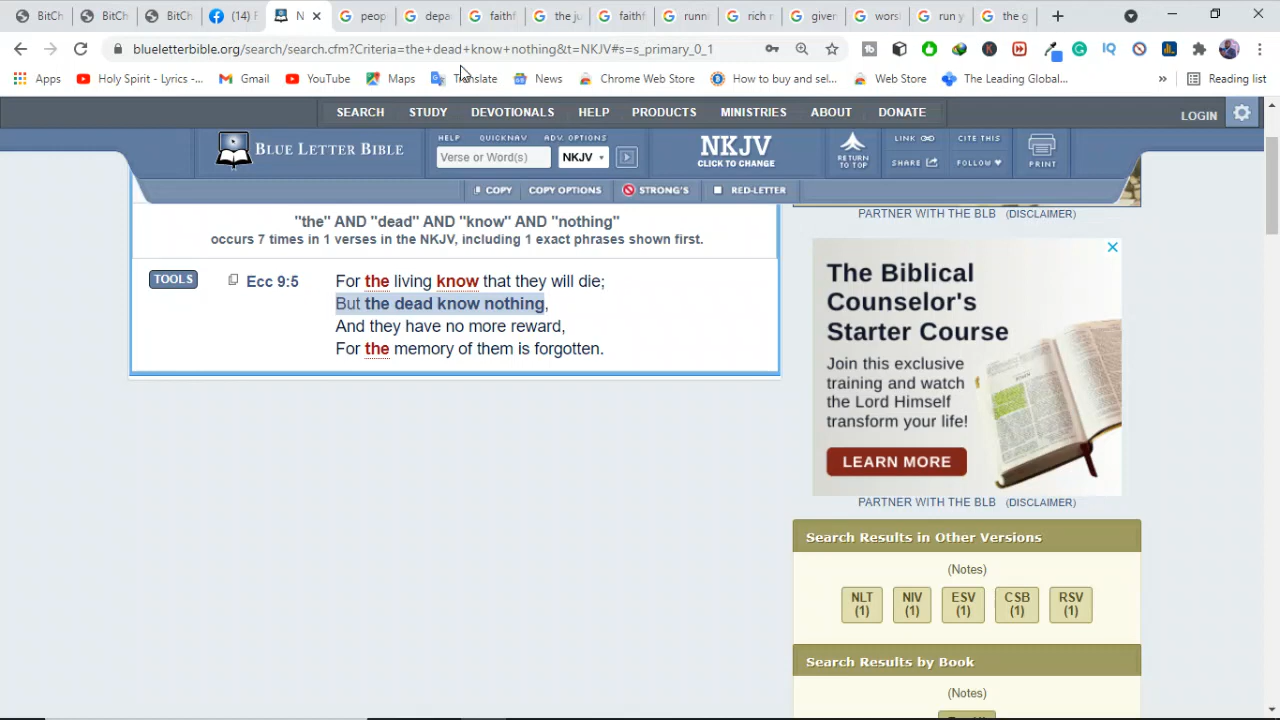 BitCh
BitCh
BitCh
(14) F
N
peop
depa
faithf
the ju
faithf
runni
rich r
given
worsh
run y
the g
blueletterbible.org/search/search.cfm?Criteria=the+dead+know+nothing&t=NKJV#s=s_primary_0_1
Apps
Holy Spirit - Lyrics -...
Gmail
YouTube
Maps
Translate
News
Chrome Web Store
How to buy and sel...
Web Store
The Leading Global...
»
Reading list
SEARCH
STUDY
DEVOTIONALS
HELP
PRODUCTS
MINISTRIES
ABOUT
DONATE
LOGIN
BLUE LETTER BIBLE
HELP QUICKNAV ADV. OPTIONS
Verse or Word(s)
NKJV
NKJV
CLICK TO CHANGE
RETURN
TO TOP
LINK
SHARE
CITE THIS
FOLLOW
PRINT
COPY
COPY OPTIONS
STRONG'S
RED-LETTER
"the" AND "dead" AND "know" AND "nothing"
occurs 7 times in 1 verses in the NKJV, including 1 exact phrases shown first.
TOOLS
Ecc 9:5
For the living know that they will die;
But the dead know nothing,
And they have no more reward,
For the memory of them is forgotten.
PARTNER WITH THE BLB (DISCLAIMER)
The Biblical
Counselor's
Starter Course
Join this exclusive
training and watch
the Lord Himself
transform your life!
LEARN MORE
PARTNER WITH THE BLB (DISCLAIMER)
Search Results in Other Versions
(Notes)
NLT
(1)
NIV
(1)
ESV
(1)
CSB
(1)
RSV
(1)
Search Results by Book
(Notes)